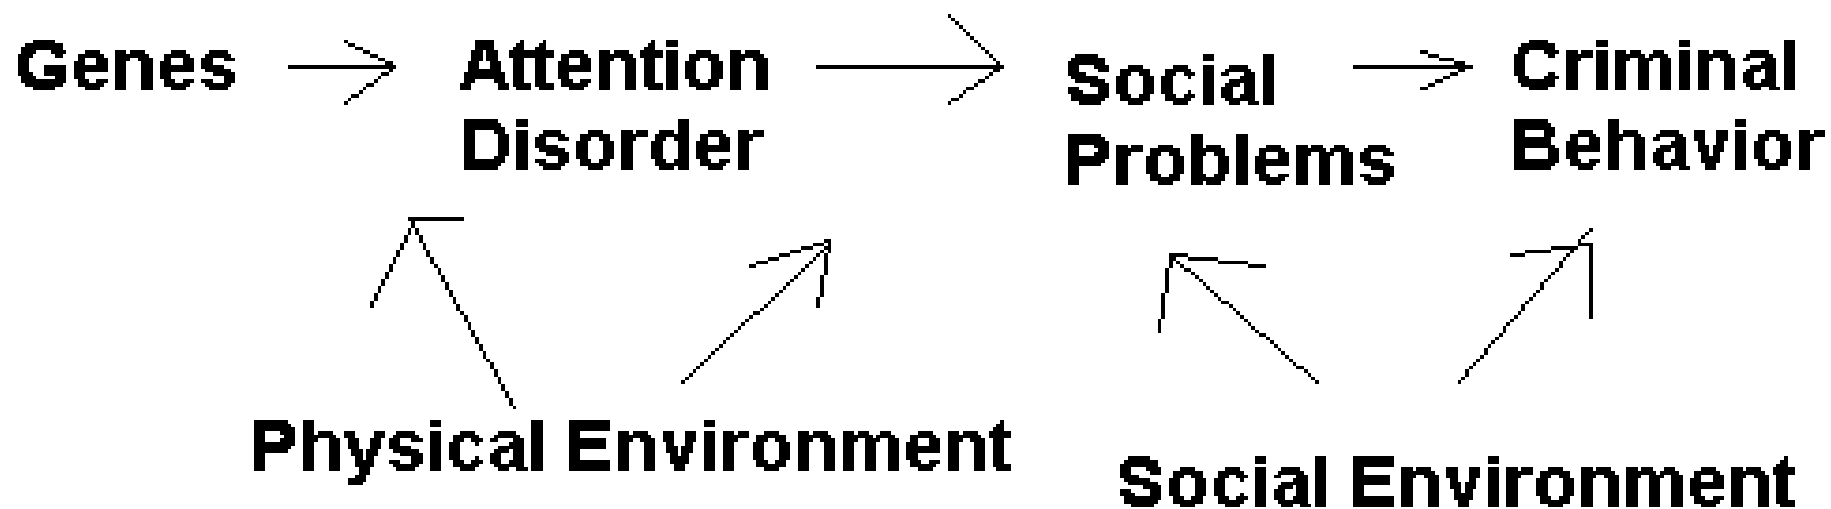 Genes
Attention
Disorder
Social
Problems
Criminal
Behavior
Physical Environment
Social Environment